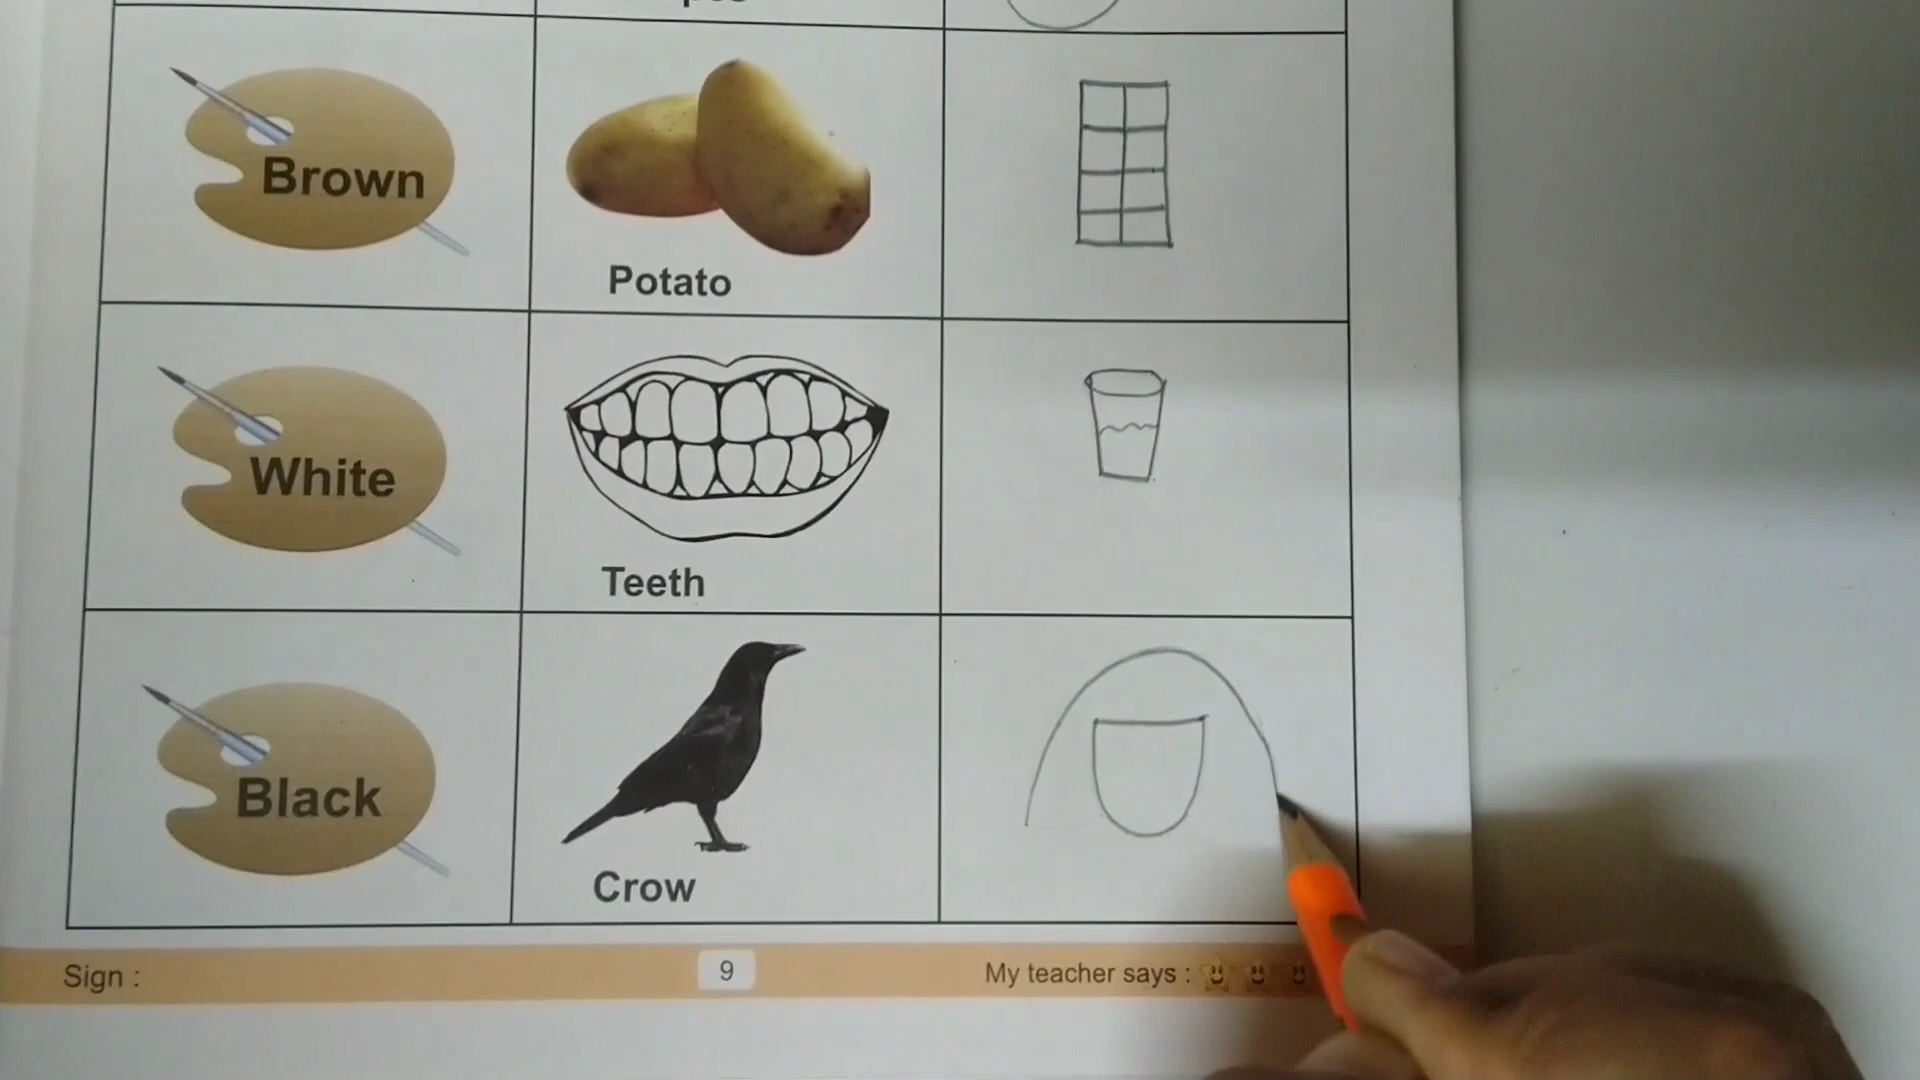 Brown
Potato
White
Teeth
Black
Crow
Sign :
9
My teacher says :